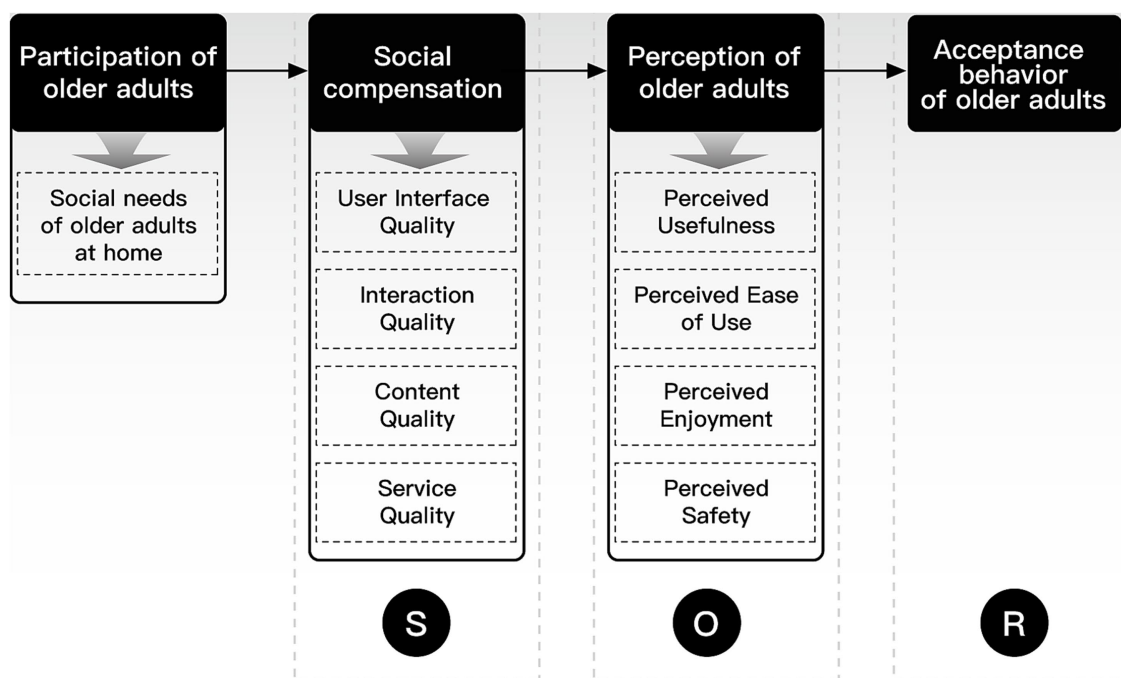 Participation of
older adults
Social needs
of older adults
at home
Social
compensation
User Interface
Quality
Interaction
Quality
Content
Quality
Service
Quality
Perception of
older adults
Perceived
Usefulness
Perceived Ease
of Use
Perceived
Enjoyment
Perceived
Safety
Acceptance
behavior
of older adults
S
O
R